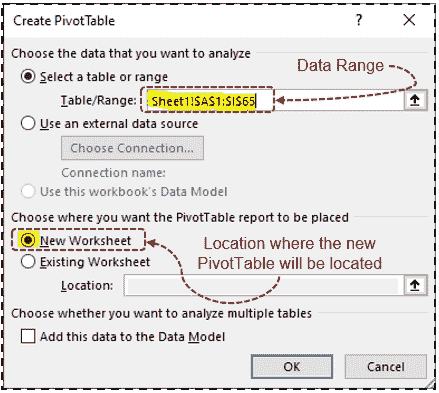 Create PivotTable ? ×
Choose the data that you want to analyze
Select a table or range
Data Range
Table/Range: Sheet1!$A$1:$I$65
Use an external data source
Choose Connection...
Connection name:
Use this workbook's Data Model
Choose where you want the PivotTable report to be placed
New Worksheet
Location where the new
PivotTable will be located
Existing Worksheet
Location:
Choose whether you want to analyze multiple tables
Add this data to the Data Model
OK Cancel